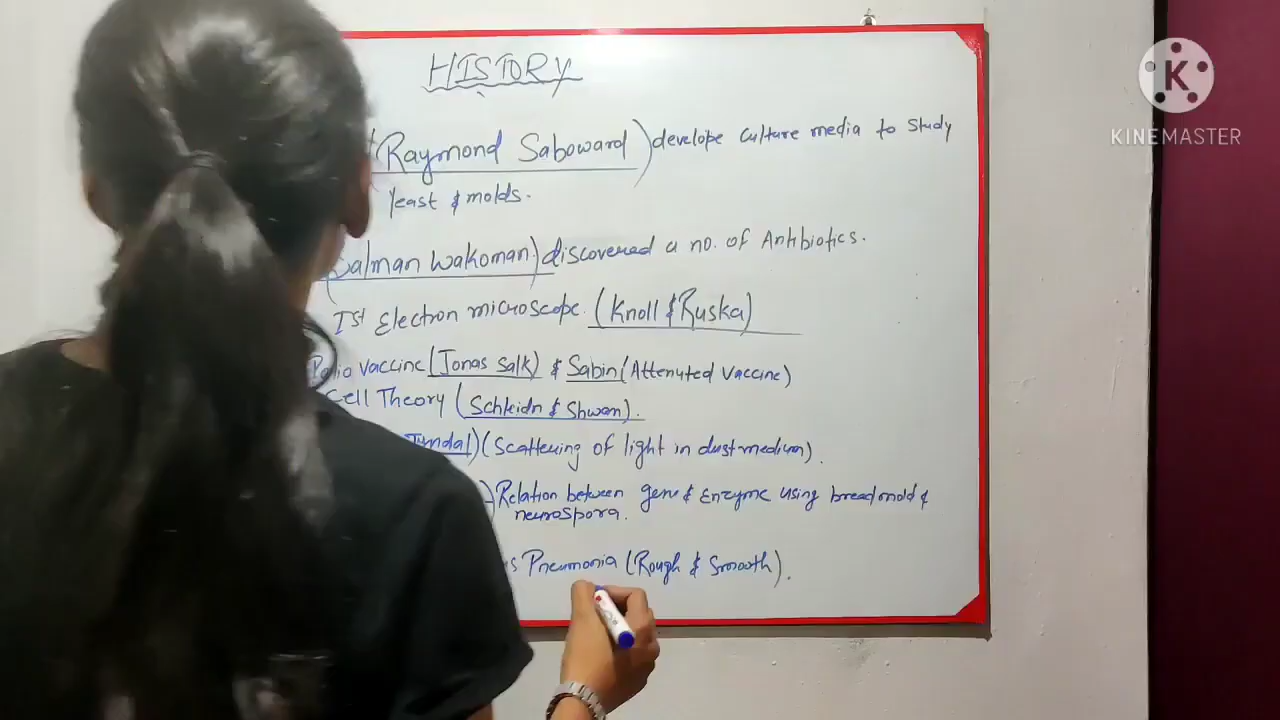 HISTORY
(Raymond Saboward) develope culture media to study
yeast & molds.
(Salman Wakoman) discovered a no. of Antibiotics.
Ist Electron microscope. (Knoll & Ruska)
Polio Vaccine (Jonas Salk) & Sabin (Attenuted Vaccine)
Cell Theory (Schleidn & Shwan).
Tyndal) (Scattering of light in dust medium).
) Relation between gene & Enzyme using bread mold &
neurospora.
Pneumonia (Rough & Smooth).
K
KINEMASTER